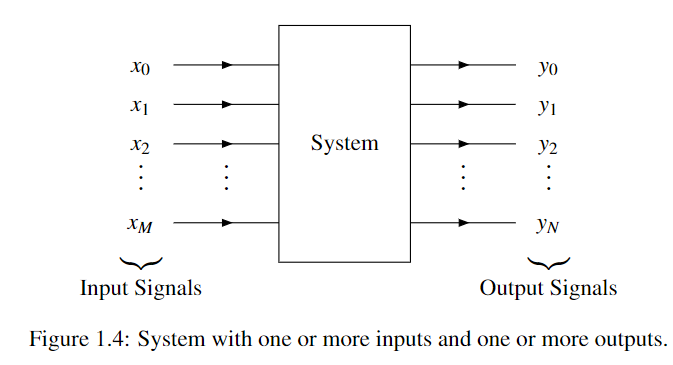 x0 y0
x1 y1
x2 System y2
⋮ ⋮ ⋮ ⋮
xM yN
Input Signals Output Signals
Figure 1.4: System with one or more inputs and one or more outputs.